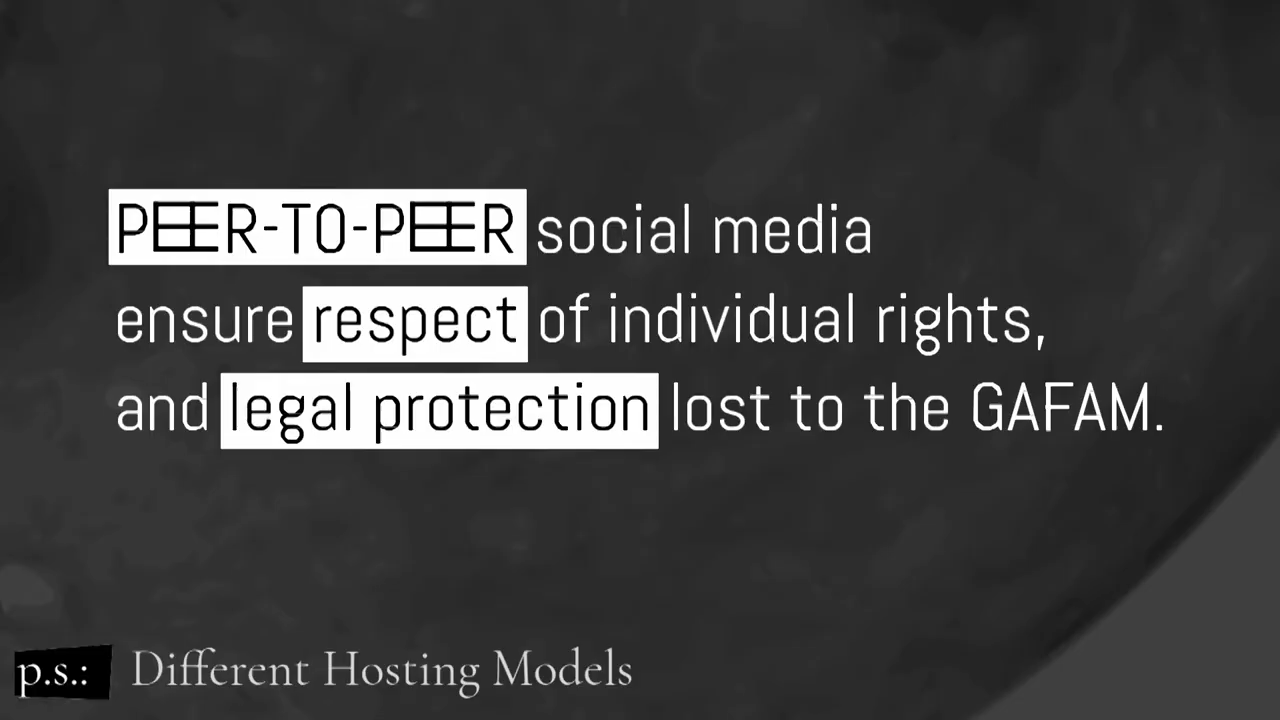 PEER-TO-PEER social media
ensure respect of individual rights,
and legal protection lost to the GAFAM.
p.s.: Different Hosting Models